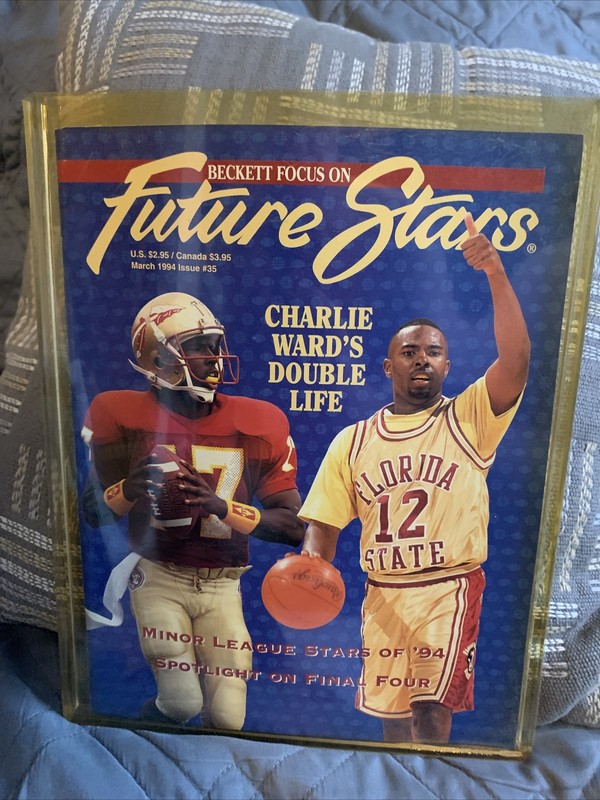 BECKETT FOCUS ON
Future Stars®
U.S. $2.95 / Canada $3.95
March 1994 Issue #35
CHARLIE
WARD'S
DOUBLE
LIFE
17
FLORIDA
12
STATE
MINOR LEAGUE STARS OF '94
SPOTLIGHT ON FINAL FOUR